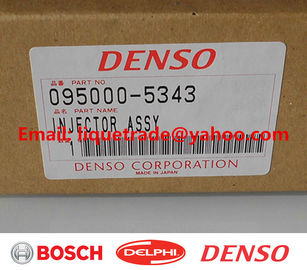 DENSO
品番 PART NO.
095000-5343
品名 PART NAME
INJECTOR ASSY
Email: liquetrade@yahoo.com
1
DENSO CORPORATION
MADE IN JAPAN
BOSCH DELPHI DENSO